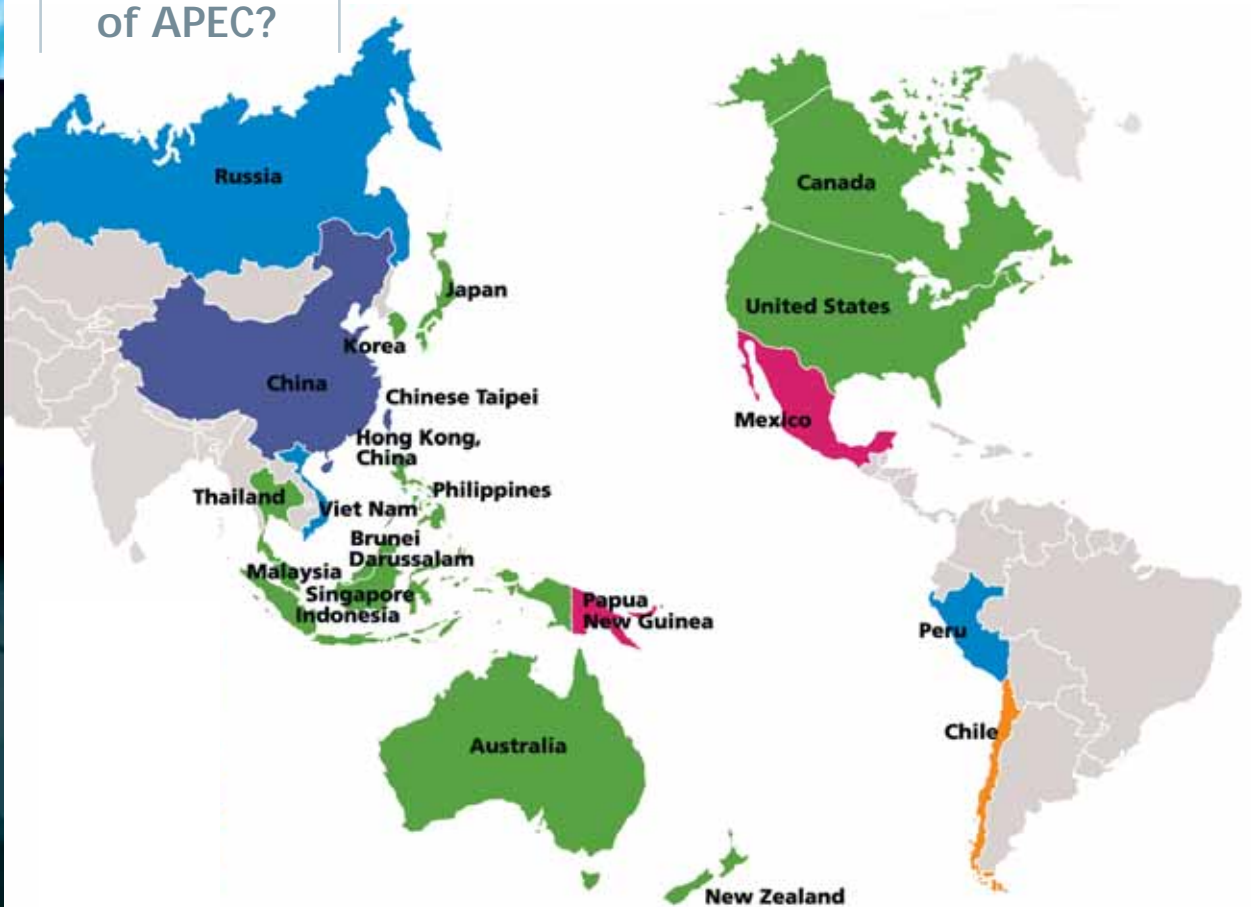 of APEC?
Russia
Canada
Japan
United States
Korea
China
Chinese Taipei
Mexico
Hong Kong,
China
Thailand
Philippines
Viet Nam
Brunei
Darussalam
Malaysia
Singapore
Indonesia
Papua
New Guinea
Peru
Chile
Australia
New Zealand